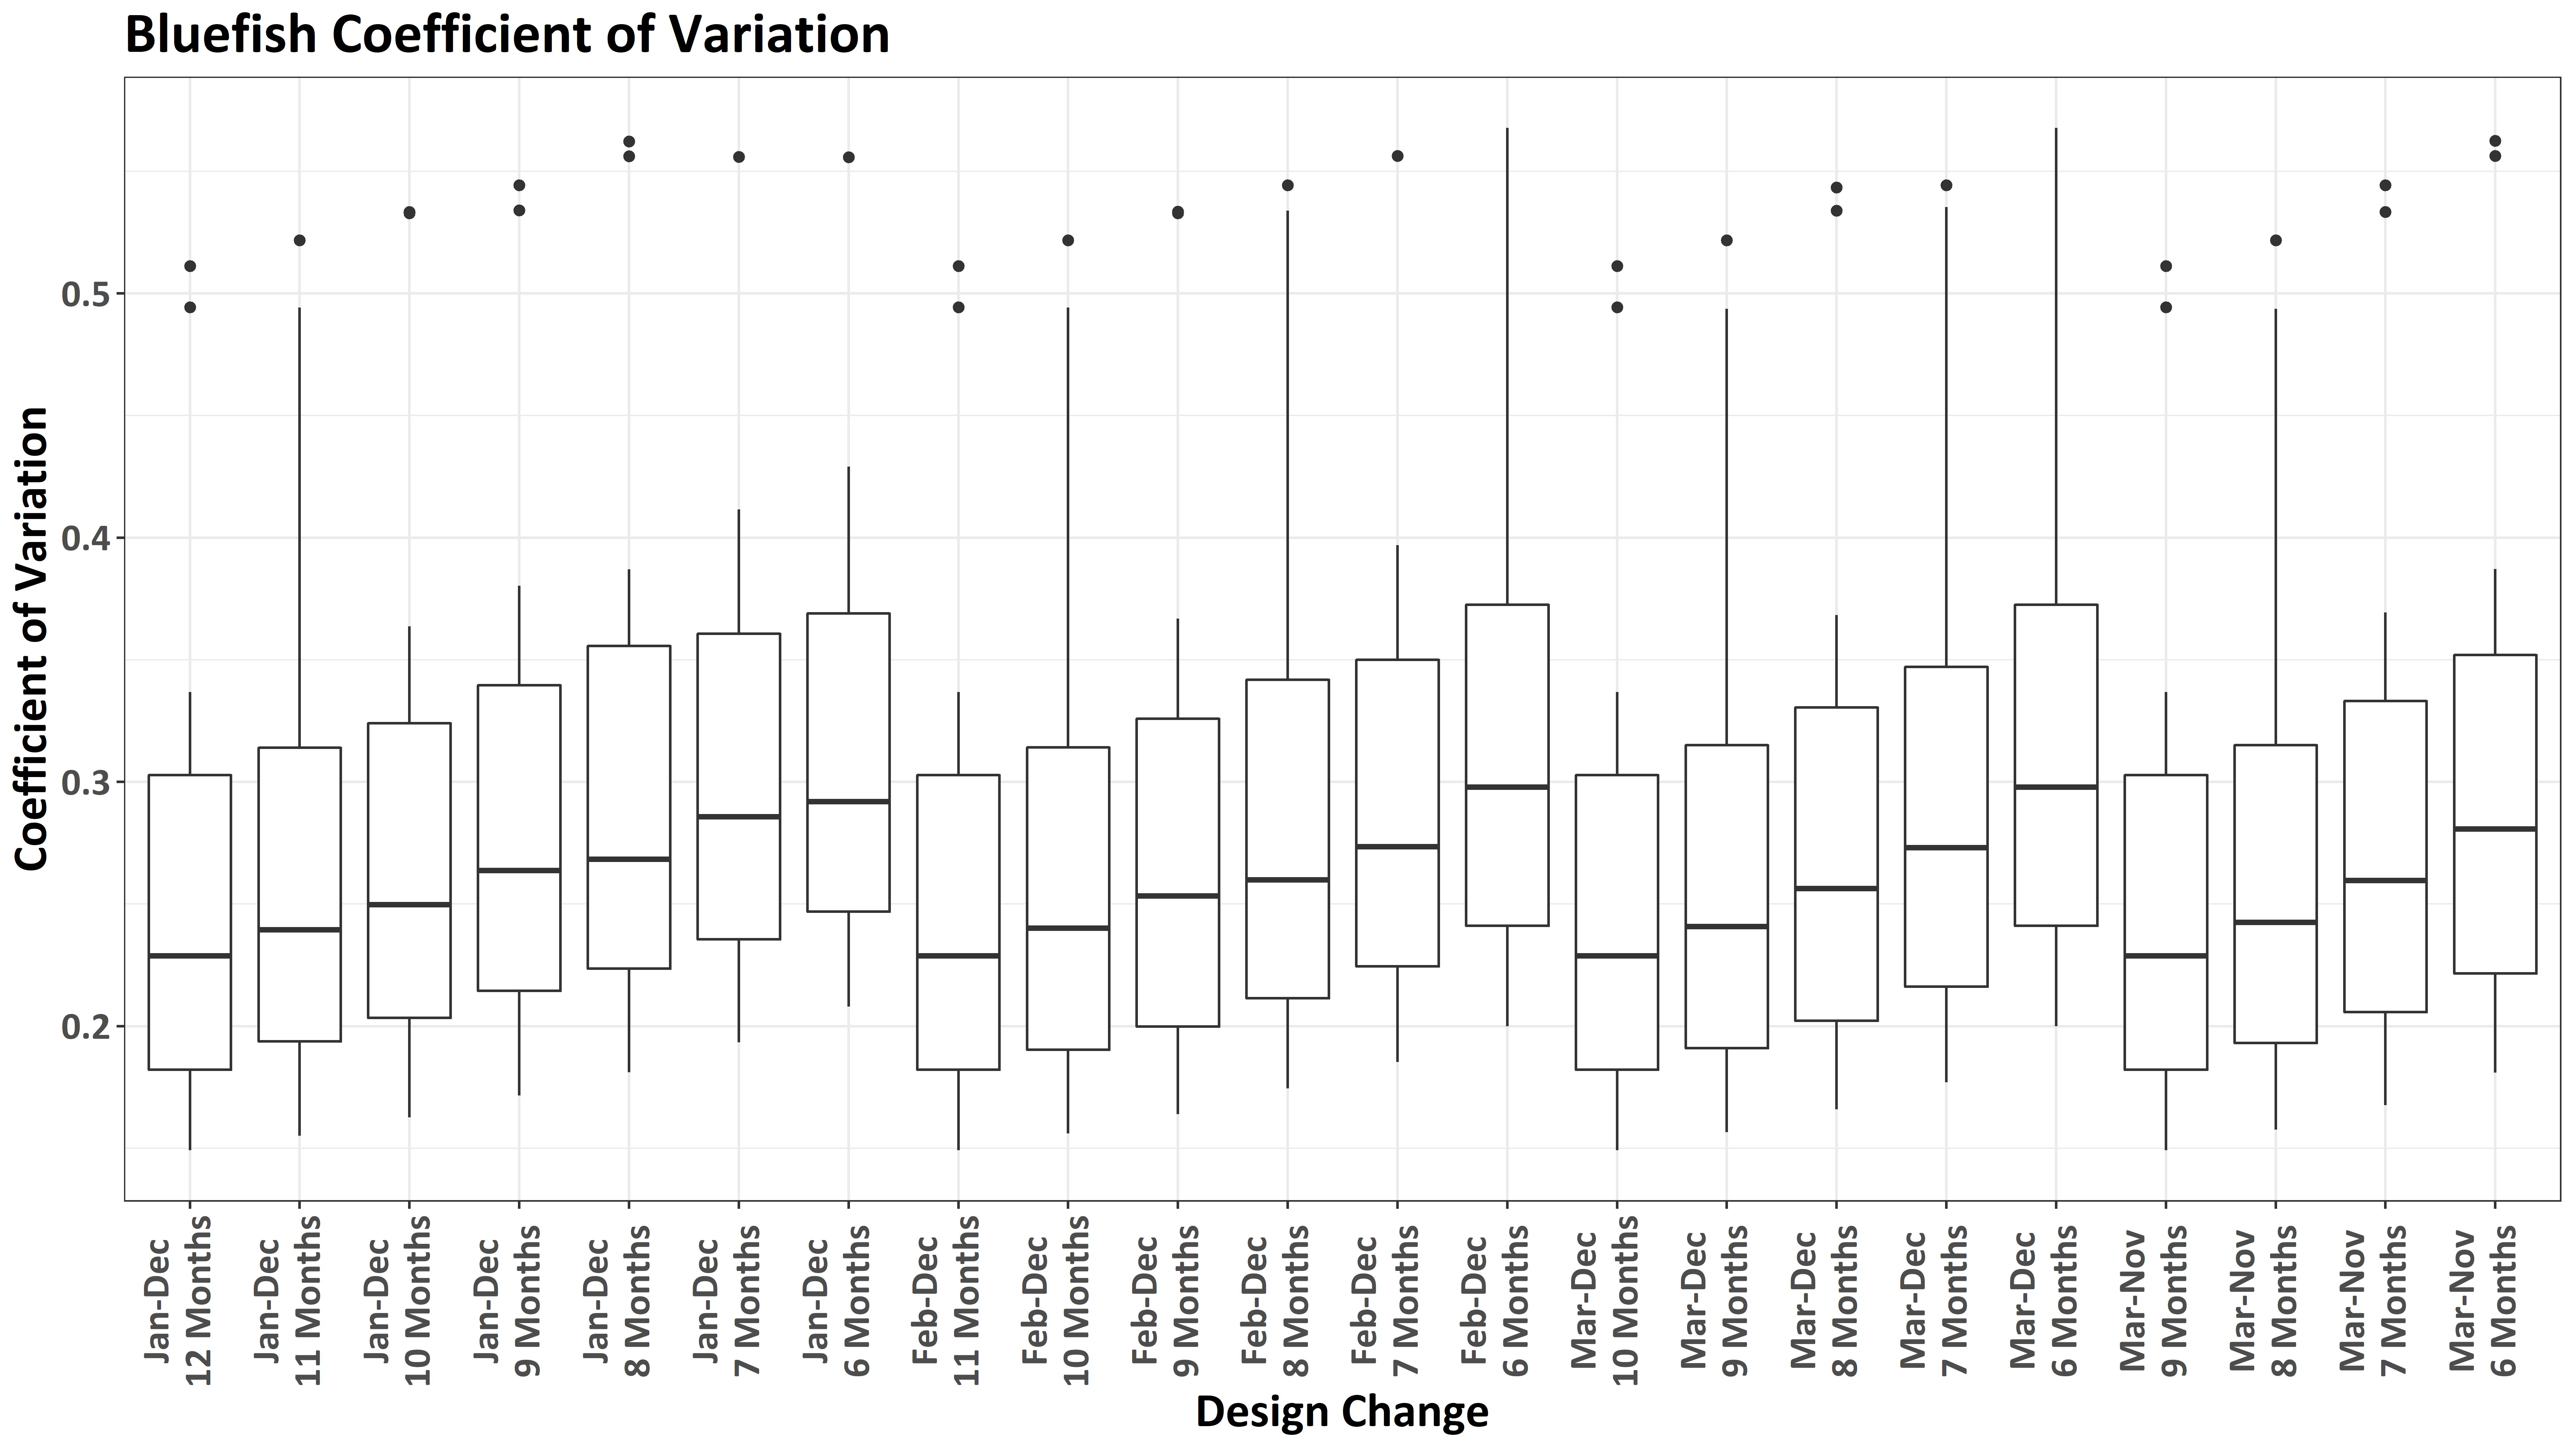 Bluefish Coefficient of Variation
Coefficient of Variation
0.5
0.4
0.3
0.2
Jan-Dec
12 Months
Jan-Dec
11 Months
Jan-Dec
10 Months
Jan-Dec
9 Months
Jan-Dec
8 Months
Jan-Dec
7 Months
Jan-Dec
6 Months
Feb-Dec
11 Months
Feb-Dec
10 Months
Feb-Dec
9 Months
Feb-Dec
8 Months
Feb-Dec
7 Months
Feb-Dec
6 Months
Mar-Dec
10 Months
Mar-Dec
9 Months
Mar-Dec
8 Months
Mar-Dec
7 Months
Mar-Dec
6 Months
Mar-Nov
9 Months
Mar-Nov
8 Months
Mar-Nov
7 Months
Mar-Nov
6 Months
Design Change